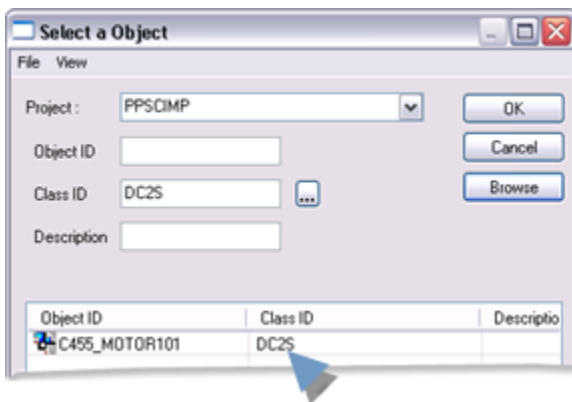 Select a Object
File View
Project : PPSCIMP OK
Object ID Cancel
Class ID DC2S ... Browse
Description
Object ID Class ID Descriptio
C455_MOTOR101 DC2S